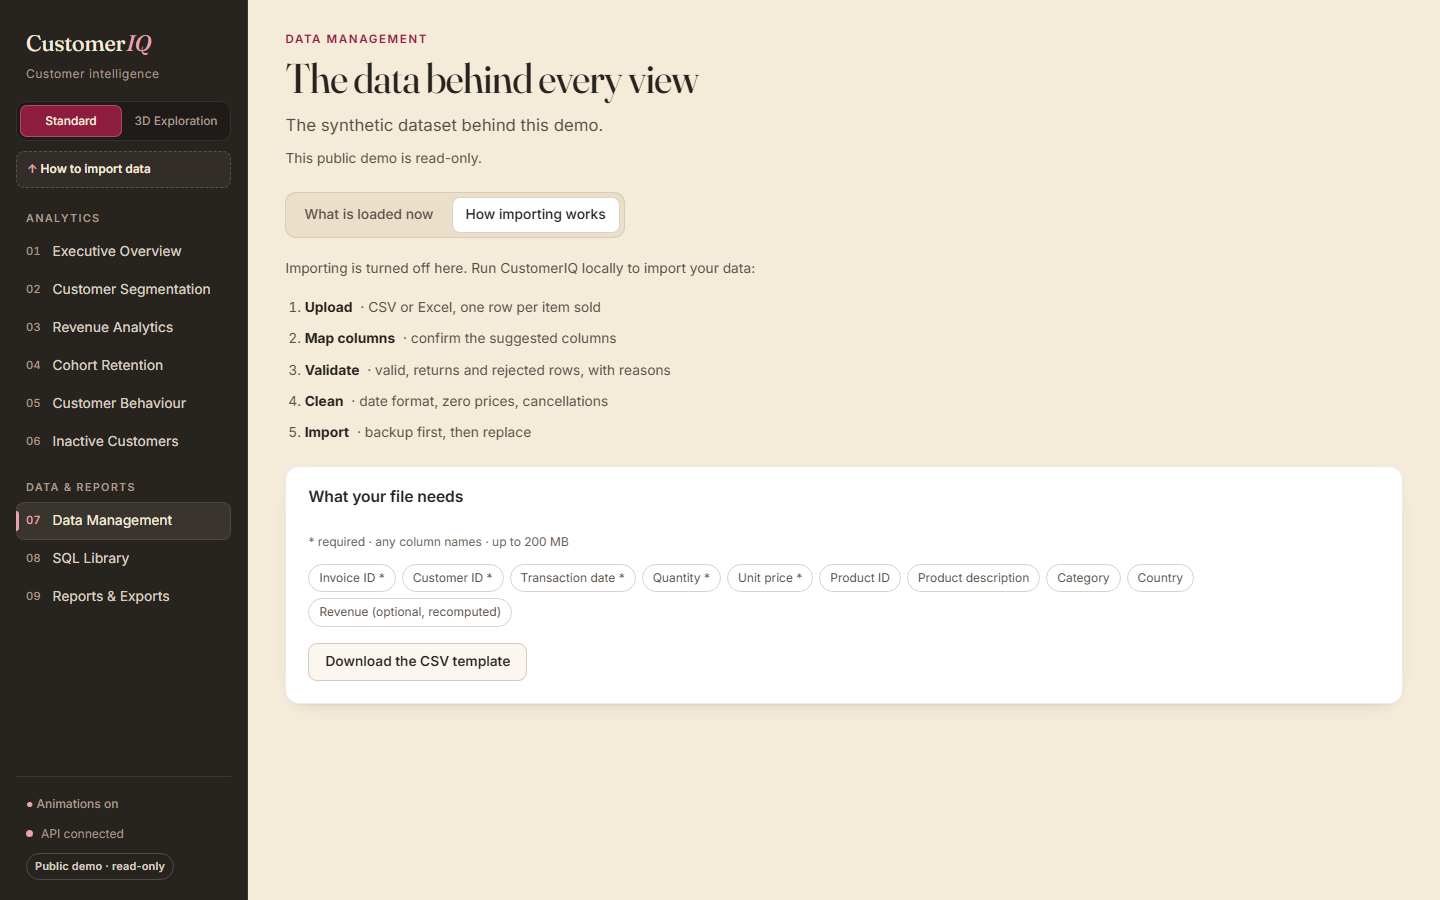 CustomerIQ
Customer intelligence
Standard
3D Exploration
↑ How to import data
ANALYTICS
01 Executive Overview
02 Customer Segmentation
03 Revenue Analytics
04 Cohort Retention
05 Customer Behaviour
06 Inactive Customers
DATA & REPORTS
07 Data Management
08 SQL Library
09 Reports & Exports
Animations on
API connected
Public demo · read-only
DATA MANAGEMENT
The data behind every view
The synthetic dataset behind this demo.
This public demo is read-only.
What is loaded now
How importing works
Importing is turned off here. Run CustomerIQ locally to import your data:
1. Upload · CSV or Excel, one row per item sold
2. Map columns · confirm the suggested columns
3. Validate · valid, returns and rejected rows, with reasons
4. Clean · date format, zero prices, cancellations
5. Import · backup first, then replace
What your file needs
* required · any column names · up to 200 MB
Invoice ID * Customer ID * Transaction date * Quantity * Unit price * Product ID Product description Category Country
Revenue (optional, recomputed)
Download the CSV template